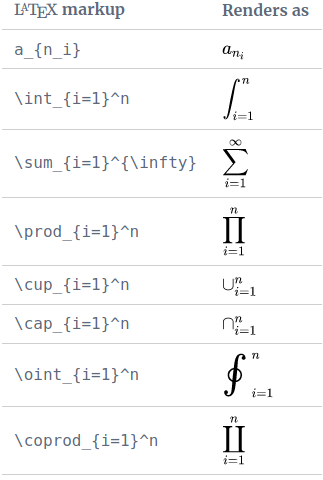 LATEX markup Renders as
a_{n_i} a_{n_i}
\int_{i=1}^n ∫_{i=1}^n
\sum_{i=1}^{\infty} ∑_{i=1}^∞
\prod_{i=1}^n ∏_{i=1}^n
\cup_{i=1}^n ∪_{i=1}^n
\cap_{i=1}^n ∩_{i=1}^n
\oint_{i=1}^n ∮_{i=1}^n
\coprod_{i=1}^n ∐_{i=1}^n